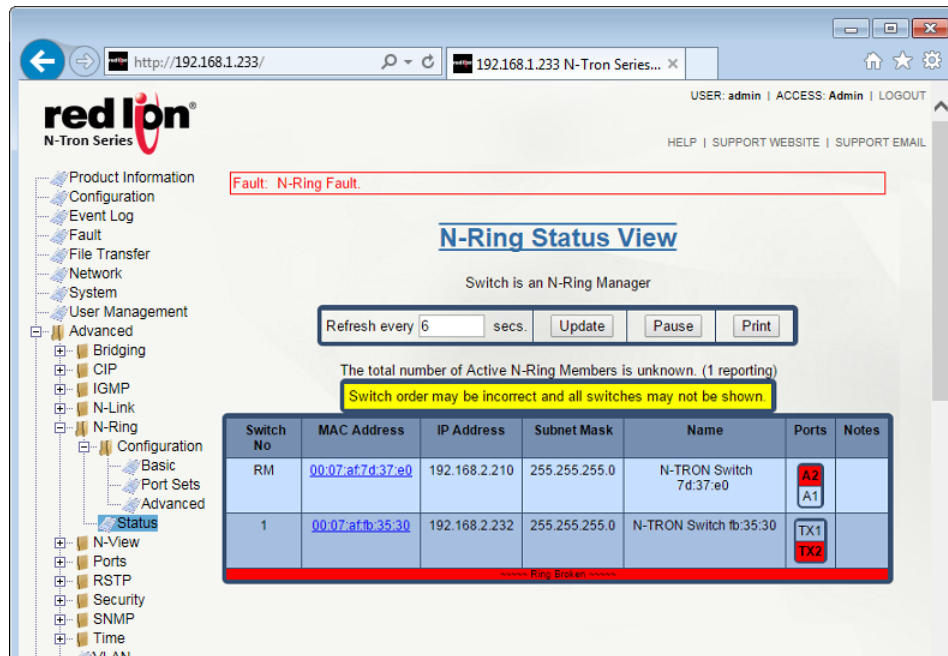 http://192.168.1.233/
192.168.1.233 N-Tron Series...
USER: admin | ACCESS: Admin | LOGOUT
red lion®
N-Tron Series
HELP | SUPPORT WEBSITE | SUPPORT EMAIL
Product Information
Configuration
Event Log
Fault
File Transfer
Network
System
User Management
Advanced
Bridging
CIP
IGMP
N-Link
N-Ring
Configuration
Basic
Port Sets
Advanced
Status
N-View
Ports
RSTP
Security
SNMP
Time
VLAN
Fault: N-Ring Fault.
N-Ring Status View
Switch is an N-Ring Manager
Refresh every 6 secs. Update Pause Print
The total number of Active N-Ring Members is unknown. (1 reporting)
Switch order may be incorrect and all switches may not be shown.
Switch No MAC Address IP Address Subnet Mask Name Ports Notes
RM 00:07:af:7d:37:e0 192.168.2.210 255.255.255.0 N-TRON Switch 7d:37:e0 A2 A1
1 00:07:af:fb:35:30 192.168.2.232 255.255.255.0 N-TRON Switch fb:35:30 TX1 TX2
~~~~~ Ring Broken ~~~~~